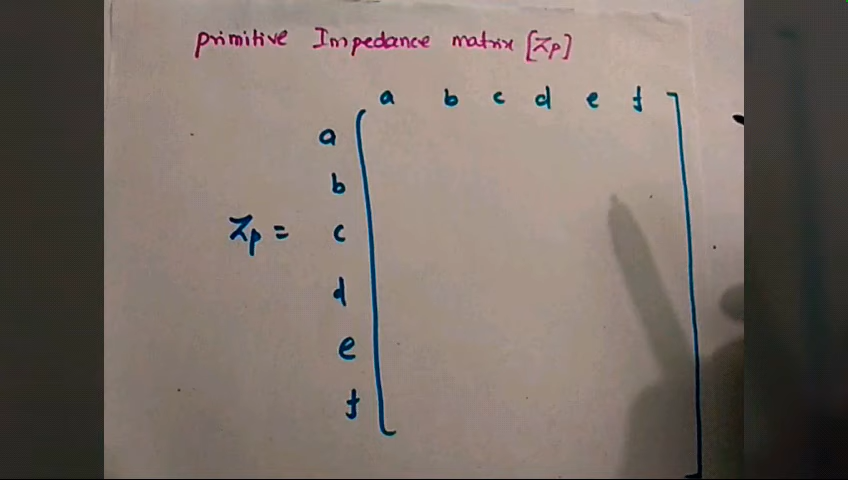 primitive Impedance matrix [Zp]
a b c d e f
a
b
Zp = c
d
e
f